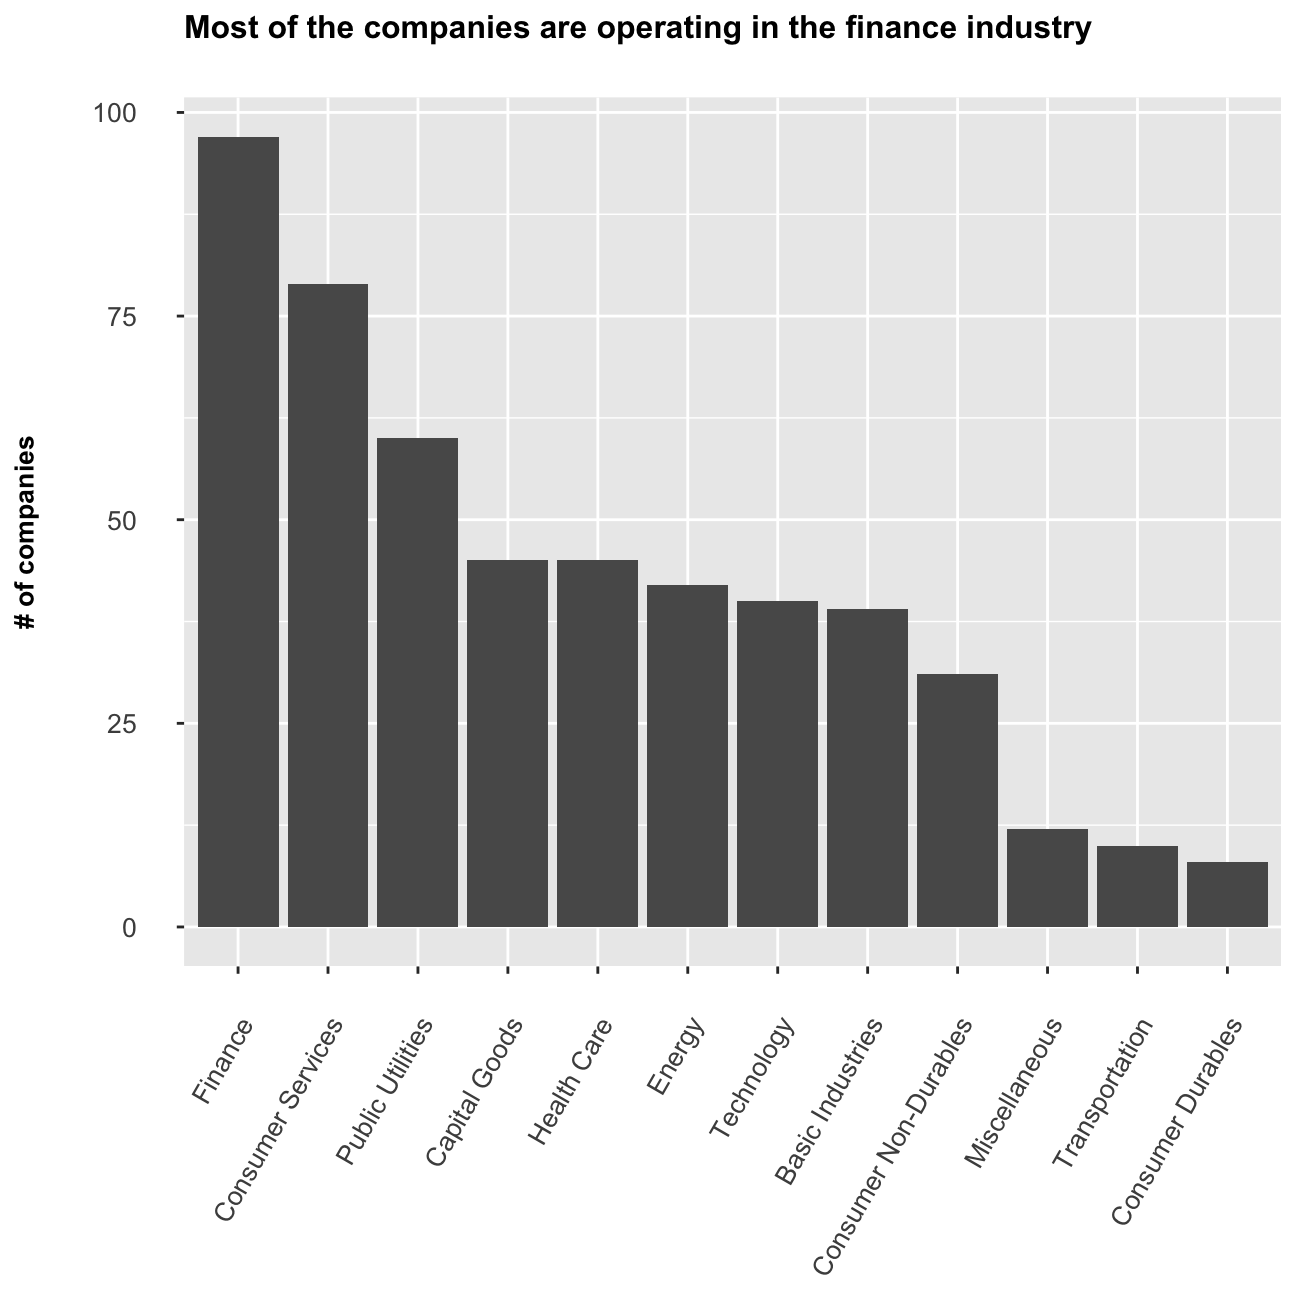 Most of the companies are operating in the finance industry
# of companies
100
75
50
25
0
Finance
Consumer Services
Public Utilities
Capital Goods
Health Care
Energy
Technology
Basic Industries
Consumer Non-Durables
Miscellaneous
Transportation
Consumer Durables